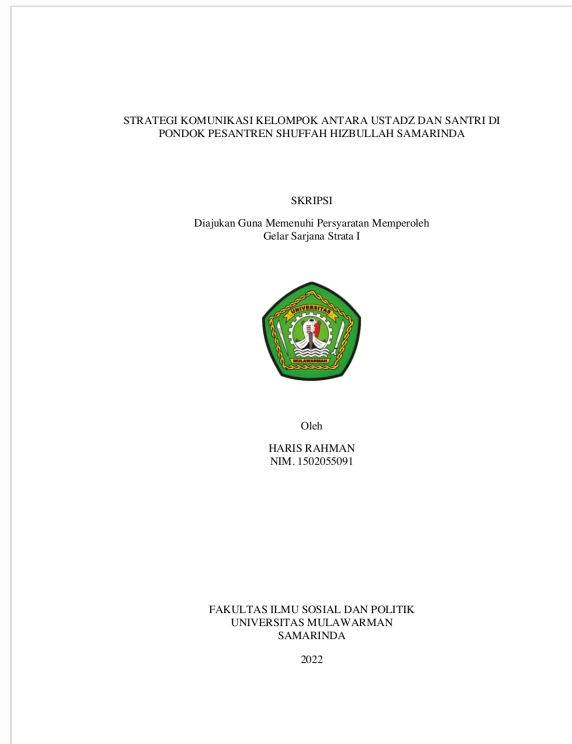 STRATEGI KOMUNIKASI KELOMPOK ANTARA USTADZ DAN SANTRI DI
PONDOK PESANTREN SHUFFAH HIZBULLAH SAMARINDA
SKRIPSI
Diajukan Guna Memenuhi Persyaratan Memperoleh
Gelar Sarjana Strata I
UNIVERSITAS
MULAWARMAN
Oleh
HARIS RAHMAN
NIM. 1502055091
FAKULTAS ILMU SOSIAL DAN POLITIK
UNIVERSITAS MULAWARMAN
SAMARINDA
2022